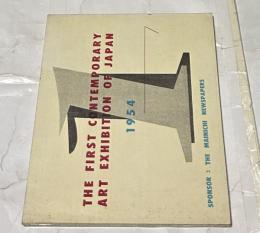 THE FIRST CONTEMPORARY
ART EXHIBITION OF JAPAN
1954
SPONSOR : THE MAINICHI NEWSPAPERS